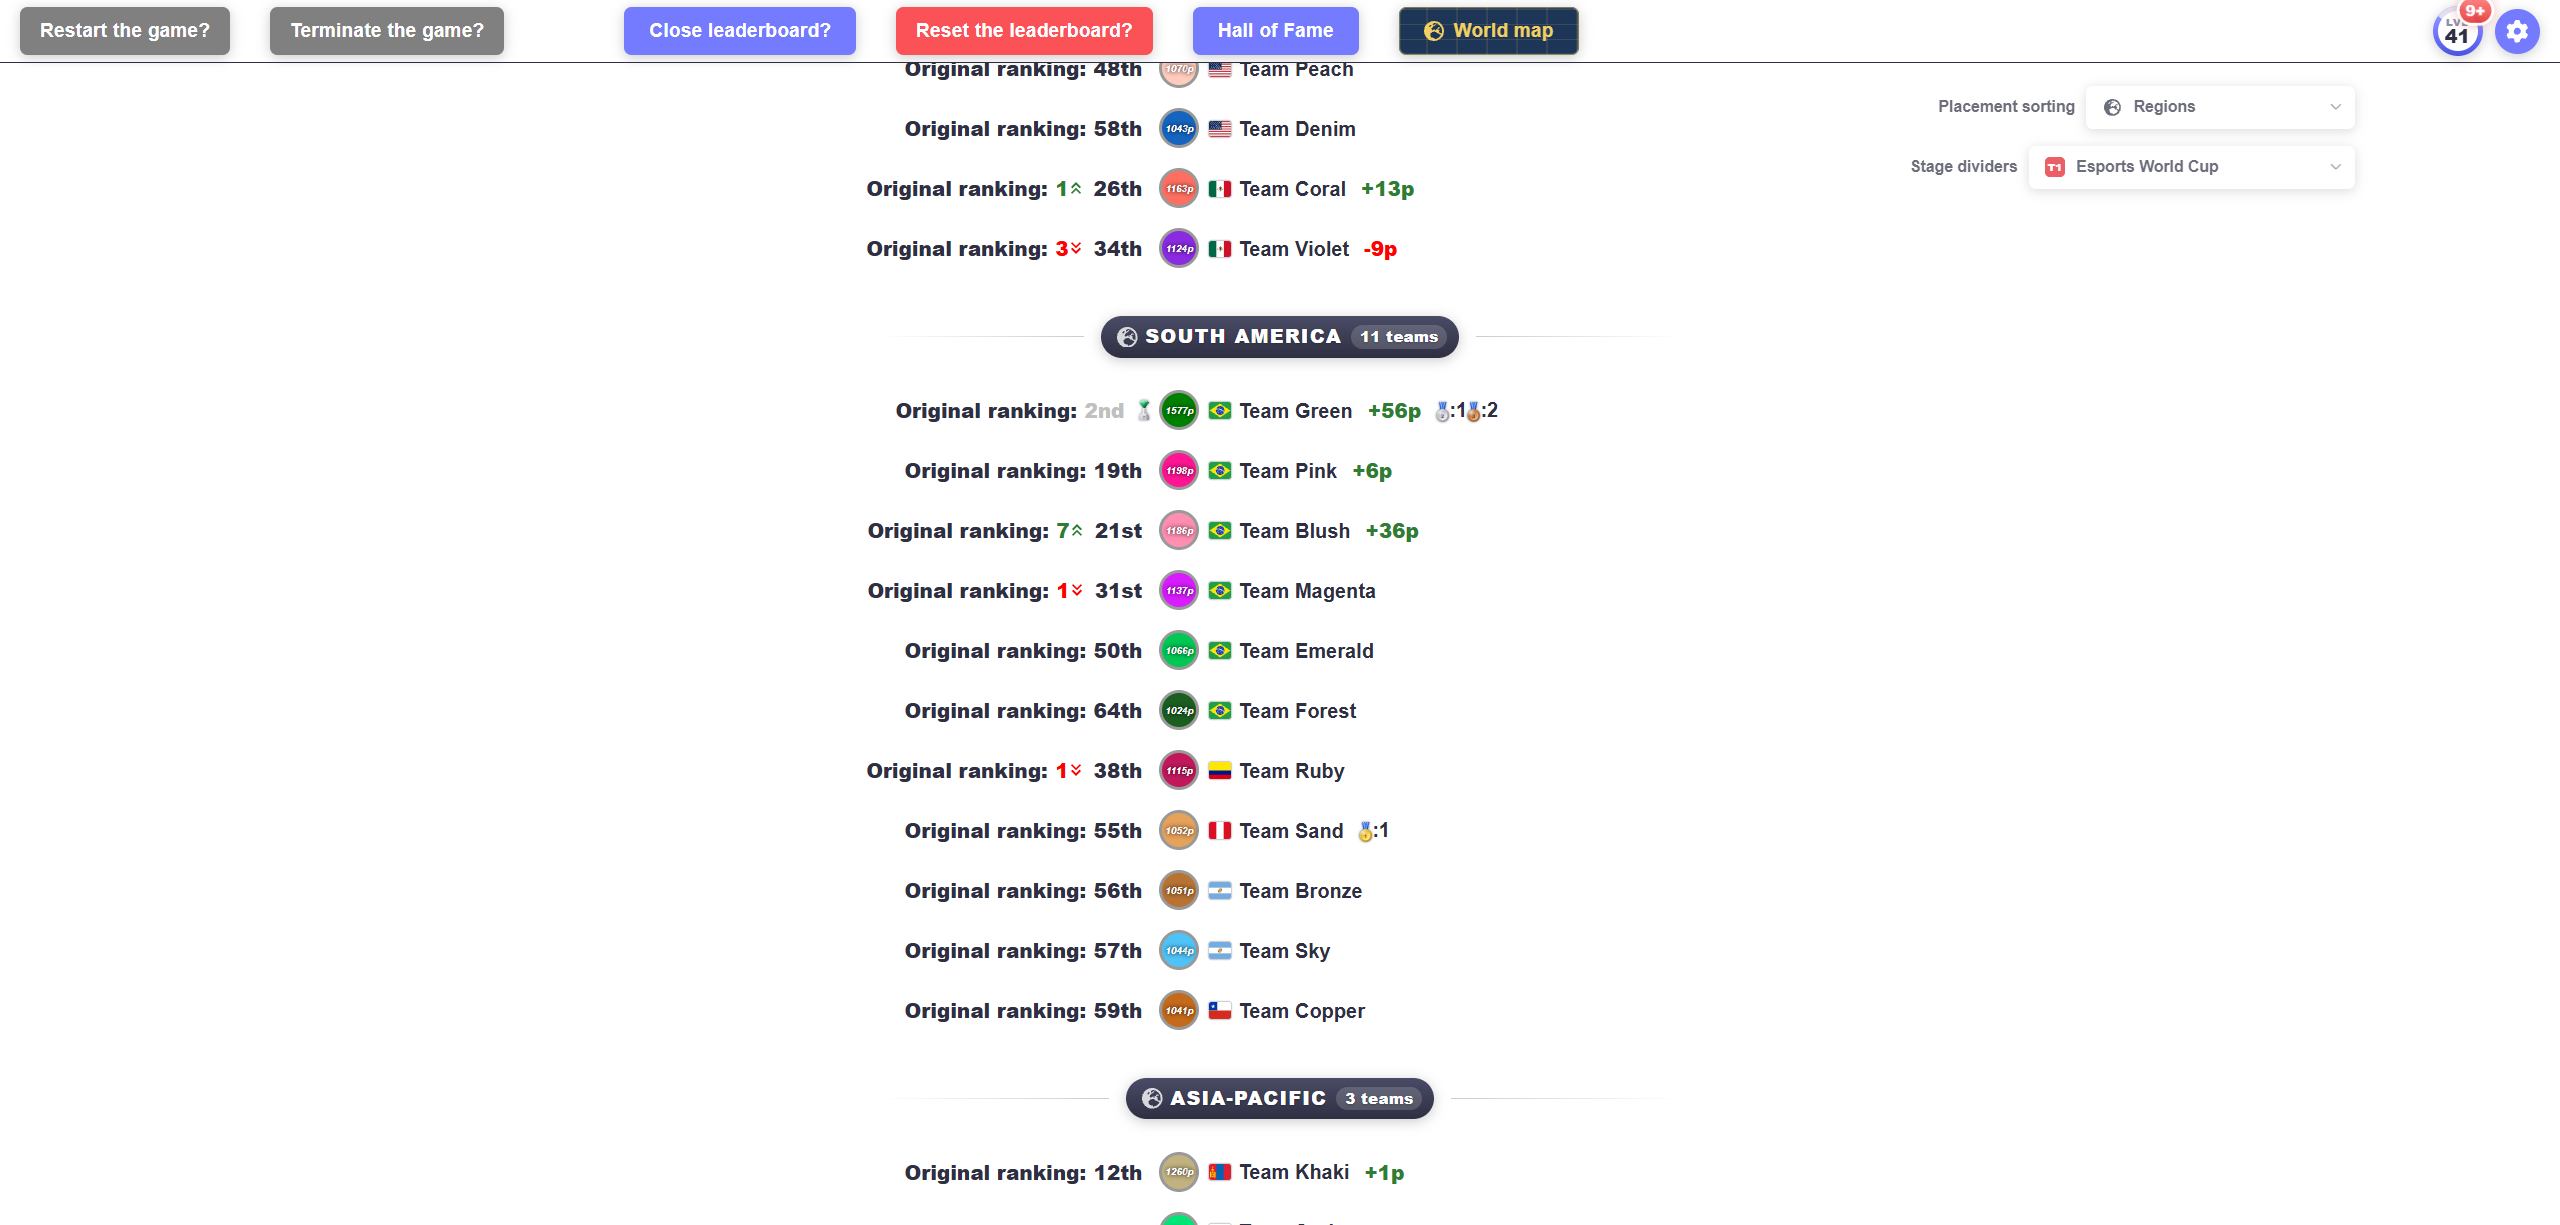 Restart the game? Terminate the game? Close leaderboard? Reset the leaderboard? Hall of Fame World map LVL 41 9+
Original ranking: 48th 1070p Team Peach
Placement sorting Regions
Original ranking: 58th 1043p Team Denim
Stage dividers T1 Esports World Cup
Original ranking: 1 26th 1163p Team Coral +13p
Original ranking: 3 34th 1124p Team Violet -9p
SOUTH AMERICA 11 teams
Original ranking: 2nd 1577p Team Green +56p :1 :2
Original ranking: 19th 1198p Team Pink +6p
Original ranking: 7 21st 1186p Team Blush +36p
Original ranking: 1 31st 1137p Team Magenta
Original ranking: 50th 1066p Team Emerald
Original ranking: 64th 1024p Team Forest
Original ranking: 1 38th 1115p Team Ruby
Original ranking: 55th 1052p Team Sand :1
Original ranking: 56th 1051p Team Bronze
Original ranking: 57th 1044p Team Sky
Original ranking: 59th 1041p Team Copper
ASIA-PACIFIC 3 teams
Original ranking: 12th 1260p Team Khaki +1p